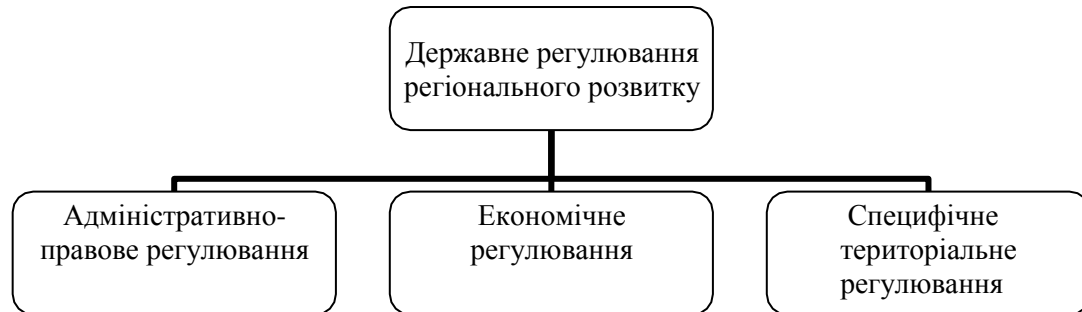 Державне регулювання
регіонального розвитку
Адміністративно-
правове регулювання
Економічне
регулювання
Специфічне
територіальне
регулювання